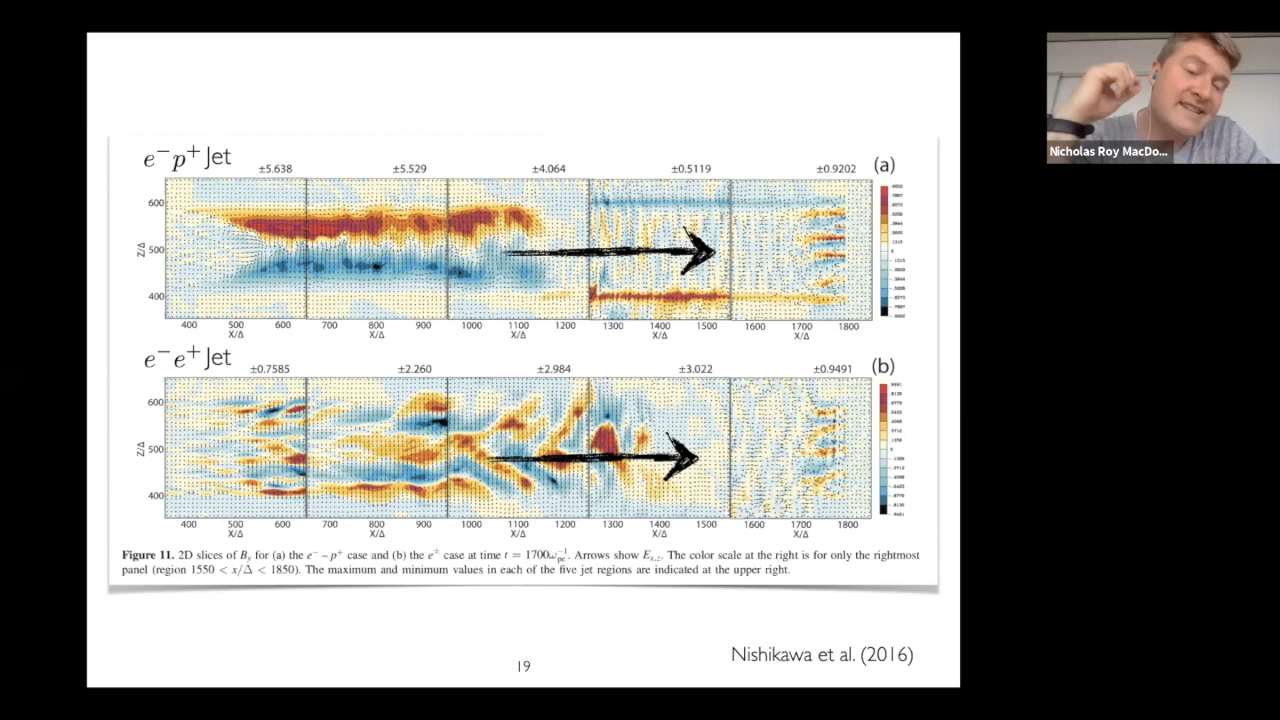 e⁻p⁺ Jet
±5.638 ±5.529 ±4.064 ±0.5119 ±0.9202 (a)
600
500
400
Z/Δ
400 500 600 700 800 900 1000 1100 1200 1300 1400 1500 1600 1700 1800
X/Δ X/Δ X/Δ X/Δ X/Δ
e⁻e⁺ Jet
±0.7585 ±2.260 ±2.984 ±3.022 ±0.9491 (b)
600
500
400
Z/Δ
400 500 600 700 800 900 1000 1100 1200 1300 1400 1500 1600 1700 1800
X/Δ X/Δ X/Δ X/Δ X/Δ
Figure 11. 2D slices of By for (a) the e⁻ – p⁺ case and (b) the e± case at time t = 1700ωpe⁻¹. Arrows show Ex,z. The color scale at the right is for only the rightmost
panel (region 1550 < x/Δ < 1850). The maximum and minimum values in each of the five jet regions are indicated at the upper right.
19
Nishikawa et al. (2016)
Nicholas Roy MacDo...